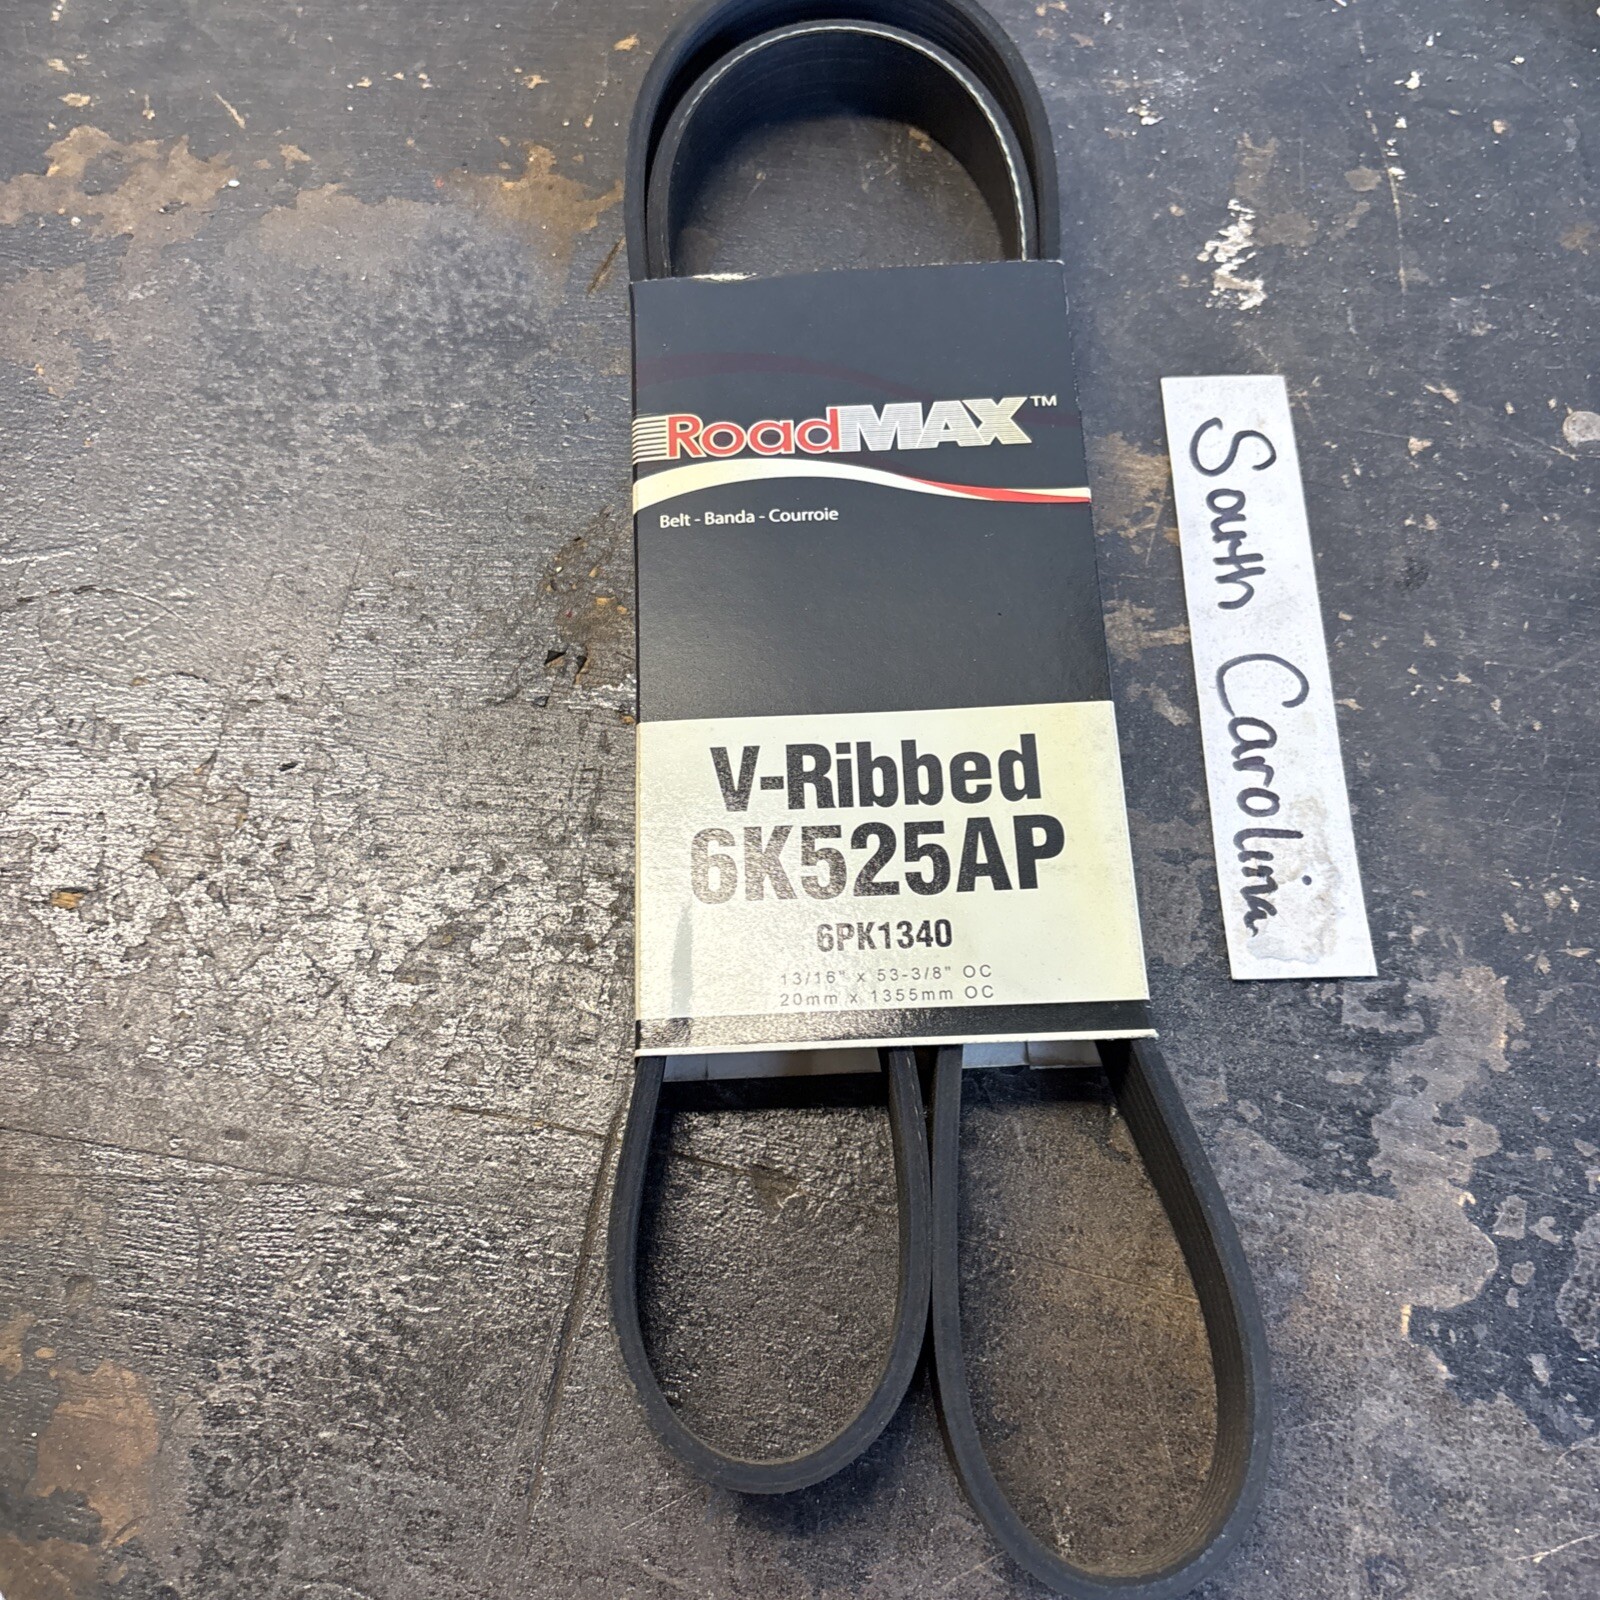 RoadMAX™
Belt - Banda - Courroie
V-Ribbed
6K525AP
6PK1340
13/16" x 53-3/8" OC
20mm x 1355mm OC
South Carolina